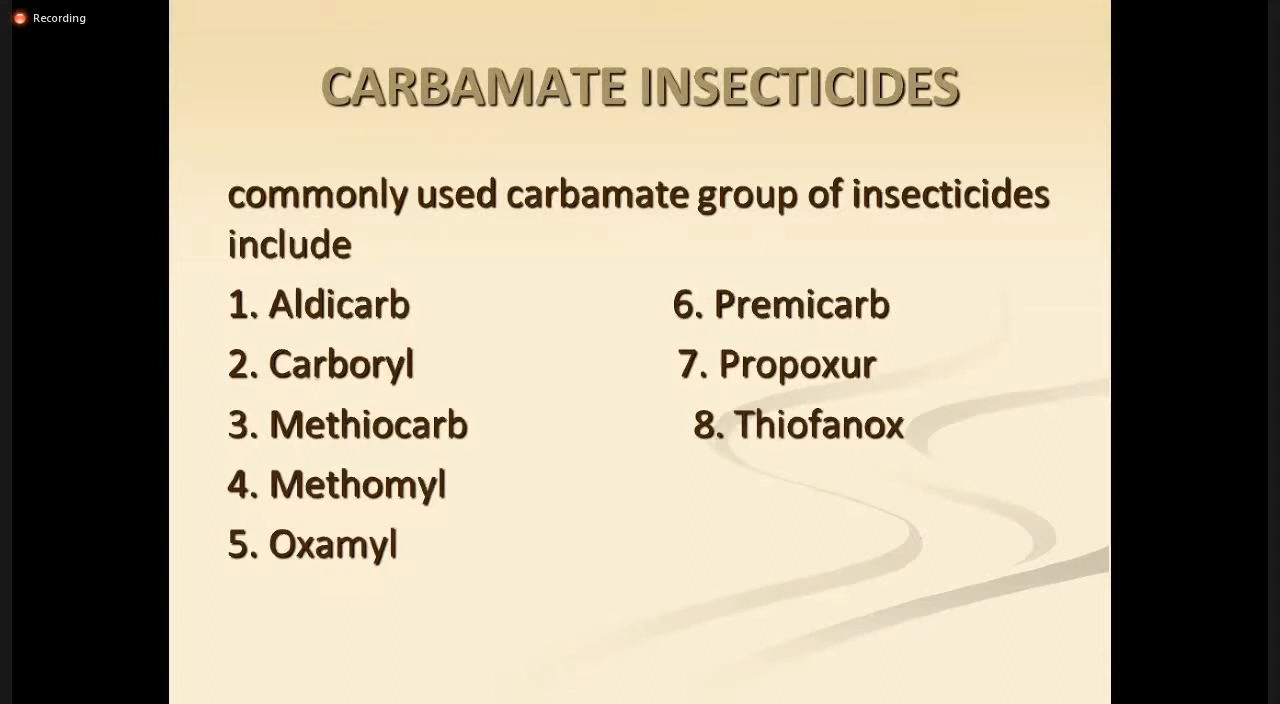 Recording
CARBAMATE INSECTICIDES
commonly used carbamate group of insecticides
include
1. Aldicarb 6. Premicarb
2. Carboryl 7. Propoxur
3. Methiocarb 8. Thiofanox
4. Methomyl
5. Oxamyl